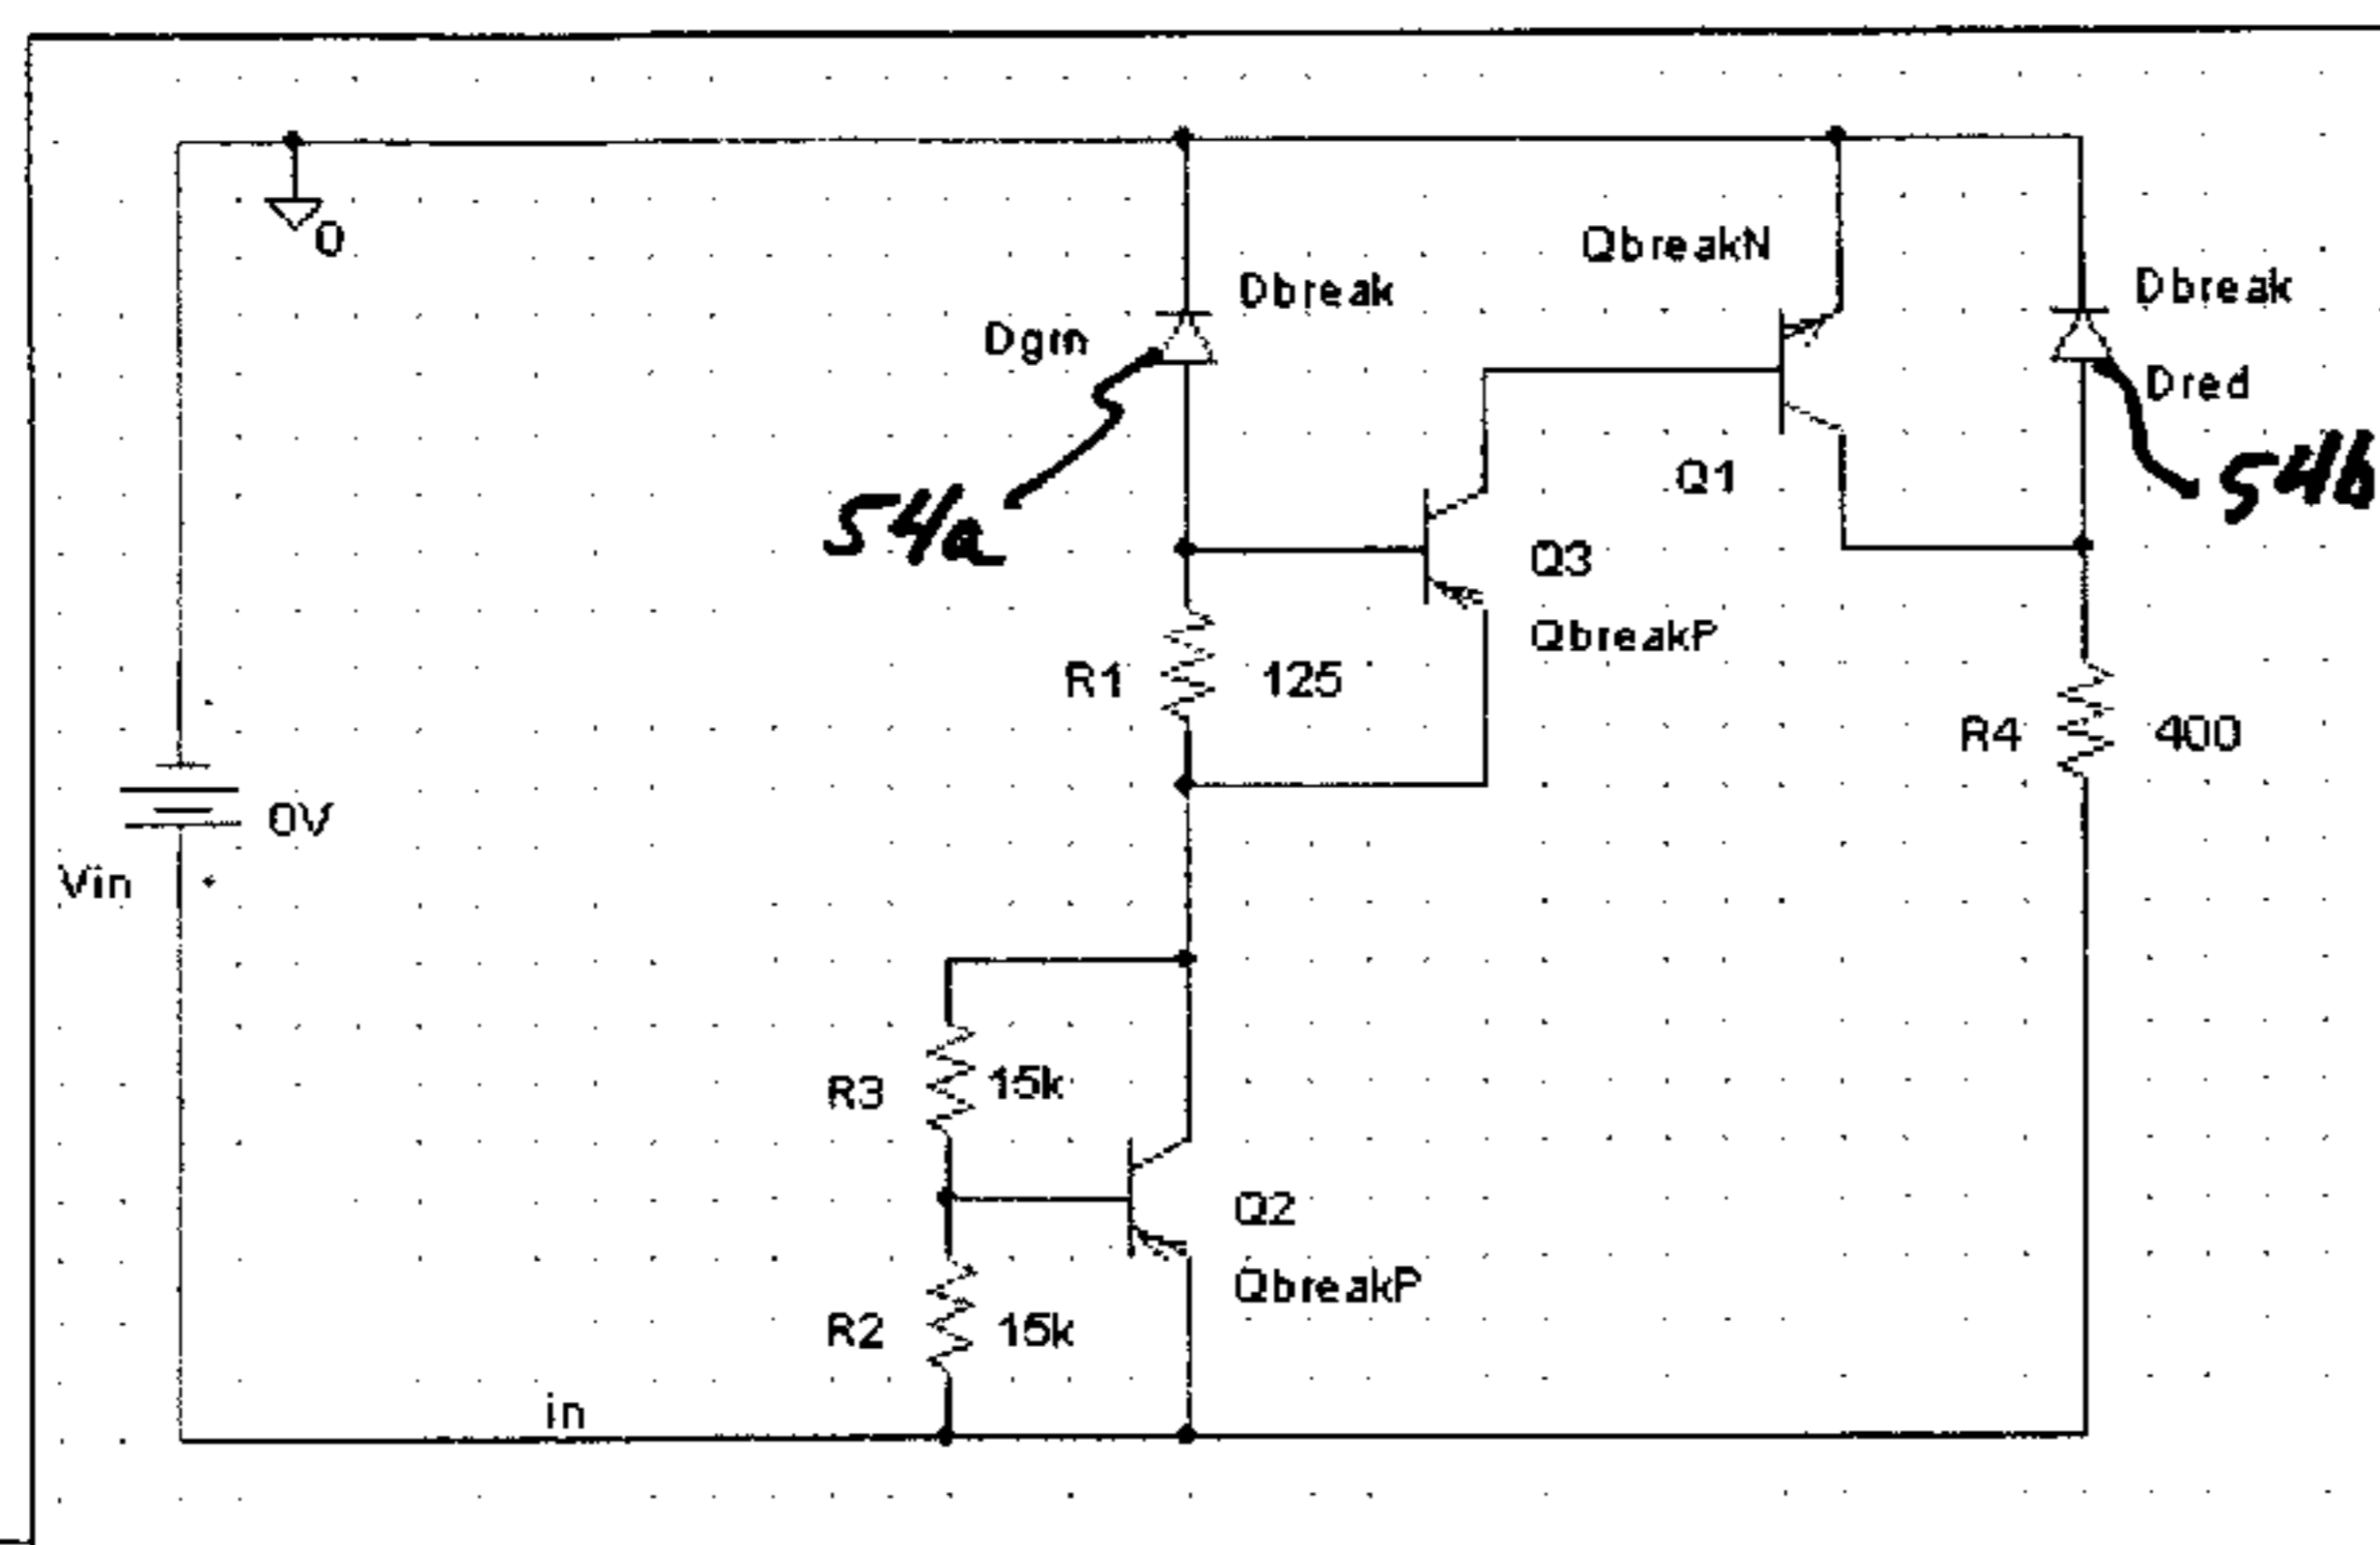 0
QbreakN
Dbreak
Dbreak
Dgrn
Dred
54a
Q1
54b
Q3
QbreakP
R1
125
R4
400
0V
Vin
R3
15k
Q2
QbreakP
R2
15k
in